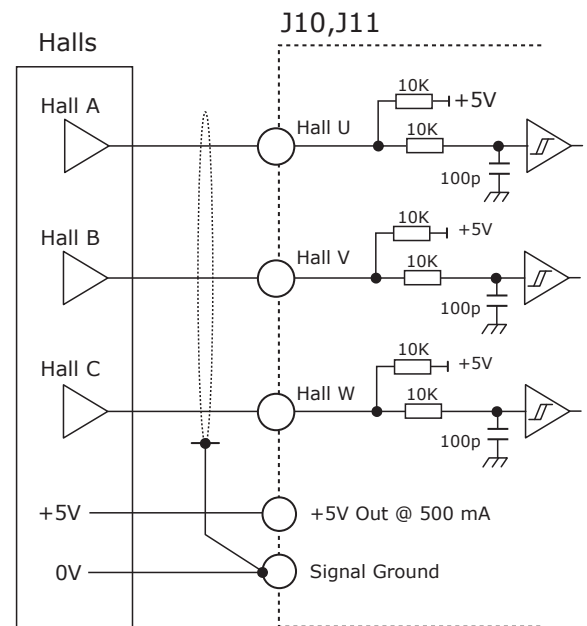 J10,J11
Halls
10K
+5V
Hall A
Hall U
10K
100p
10K
+5V
Hall B
Hall V
10K
100p
10K
+5V
Hall C
Hall W
10K
100p
+5V
+5V Out @ 500 mA
0V
Signal Ground